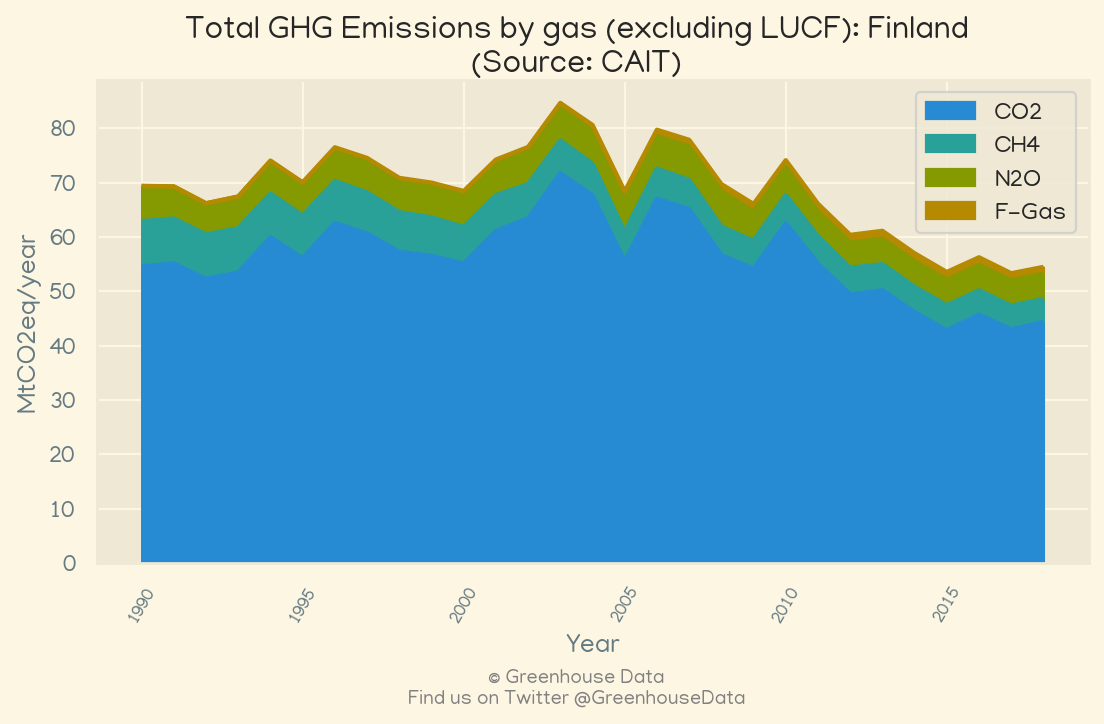 Total GHG Emissions by gas (excluding LUCF): Finland
(Source: CAIT)
CO2
CH4
N2O
F-Gas
MtCO2eq/year
80
70
60
50
40
30
20
10
0
1990
1995
2000
2005
2010
2015
Year
© Greenhouse Data
Find us on Twitter @GreenhouseData